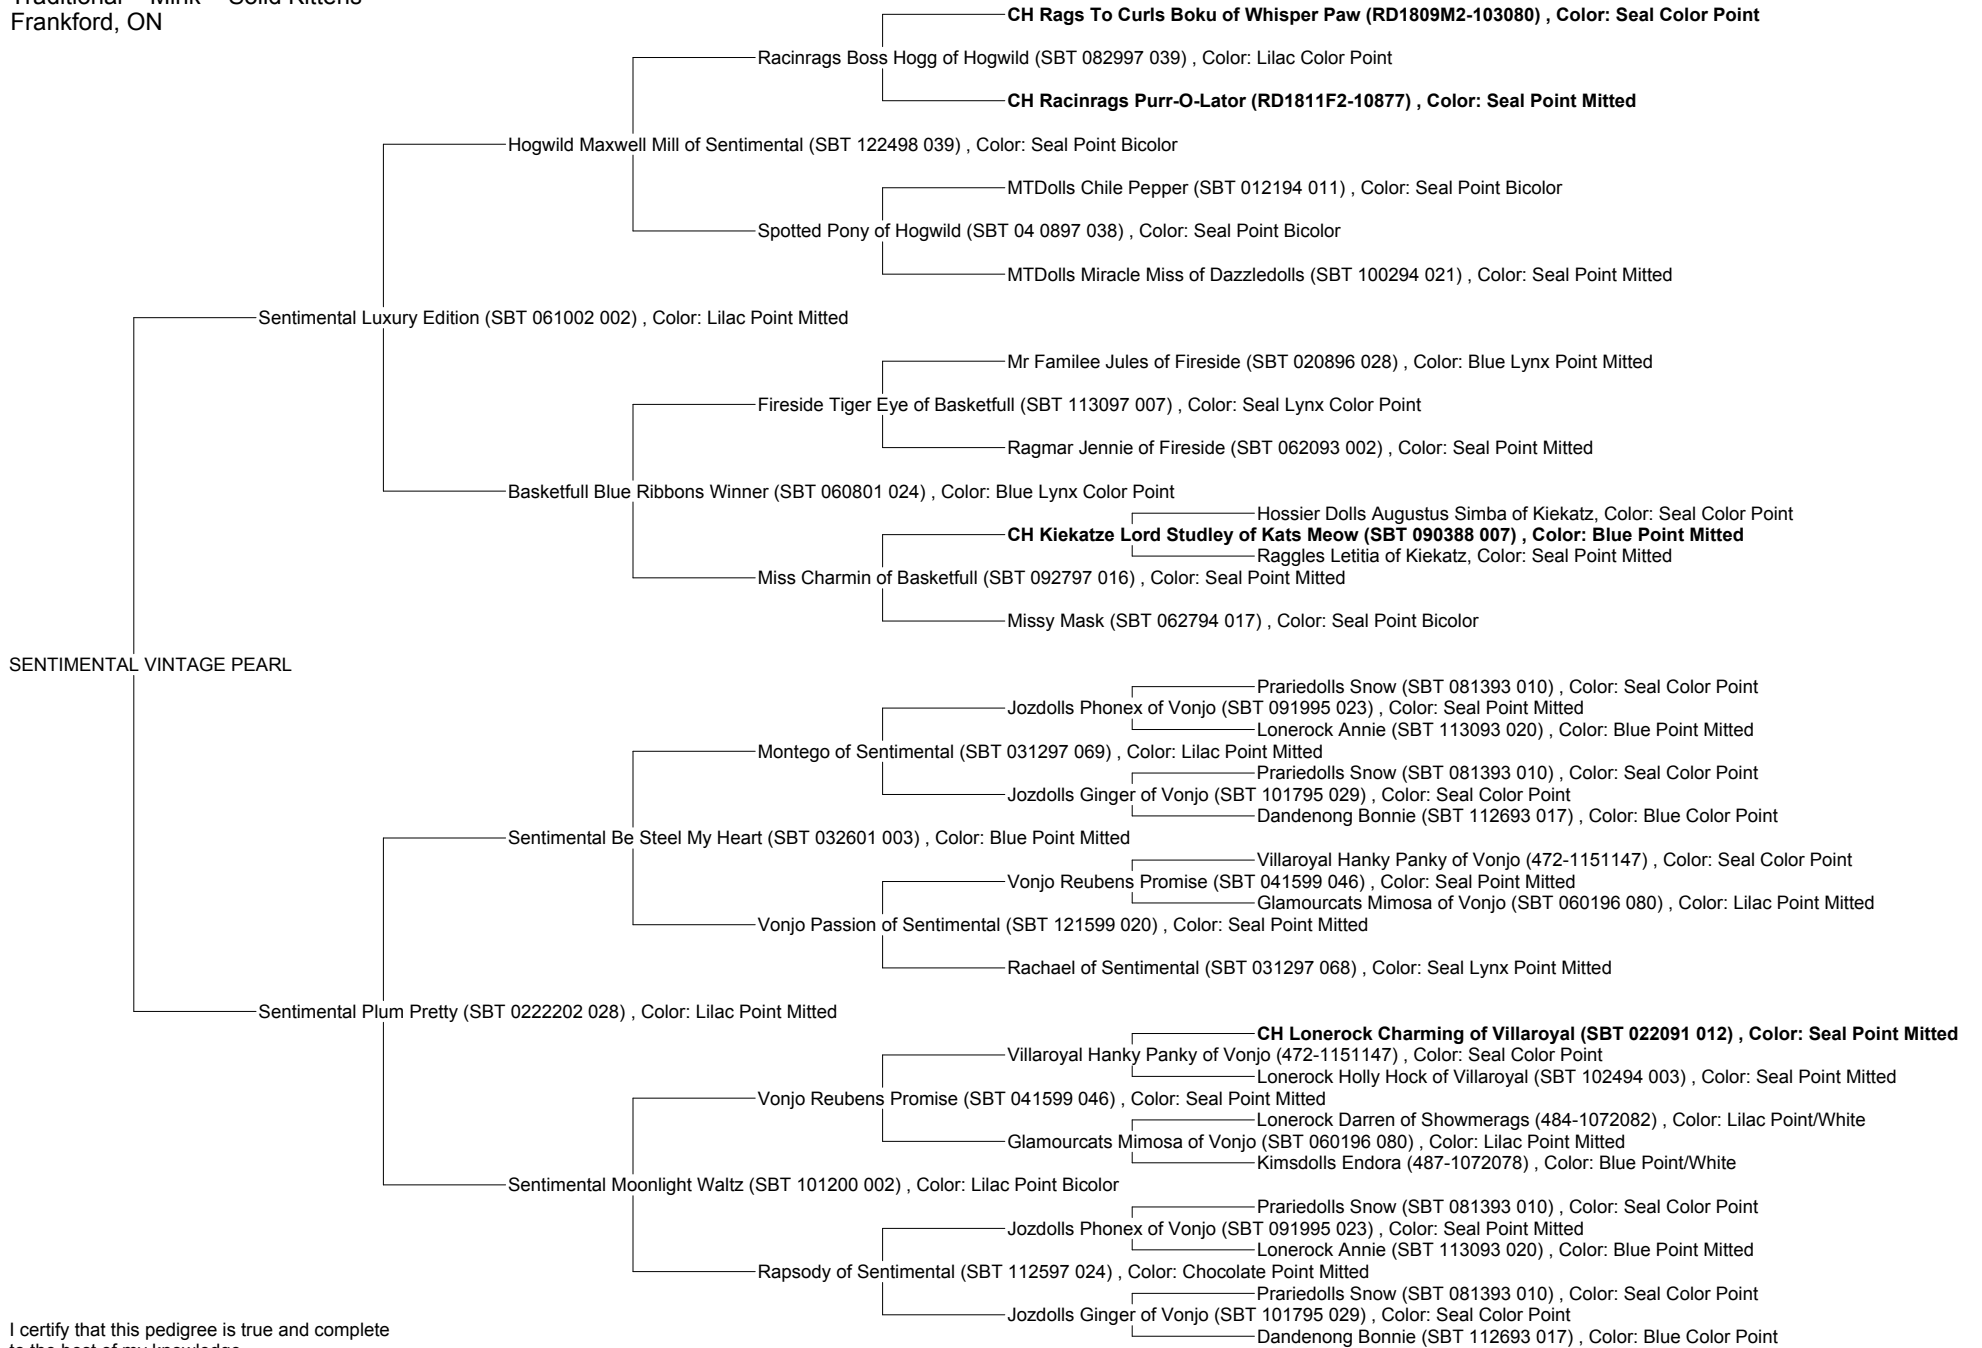 Traditional ~ Mink ~ Solid Kittens
Frankford, ON
CH Rags To Curls Boku of Whisper Paw (RD1809M2-103080) , Color: Seal Color Point
Racinrags Boss Hogg of Hogwild (SBT 082997 039) , Color: Lilac Color Point
CH Racinrags Purr-O-Lator (RD1811F2-10877) , Color: Seal Point Mitted
Hogwild Maxwell Mill of Sentimental (SBT 122498 039) , Color: Seal Point Bicolor
MTDolls Chile Pepper (SBT 012194 011) , Color: Seal Point Bicolor
Spotted Pony of Hogwild (SBT 04 0897 038) , Color: Seal Point Bicolor
MTDolls Miracle Miss of Dazzledolls (SBT 100294 021) , Color: Seal Point Mitted
Sentimental Luxury Edition (SBT 061002 002) , Color: Lilac Point Mitted
Mr Familee Jules of Fireside (SBT 020896 028) , Color: Blue Lynx Point Mitted
Fireside Tiger Eye of Basketfull (SBT 113097 007) , Color: Seal Lynx Color Point
Ragmar Jennie of Fireside (SBT 062093 002) , Color: Seal Point Mitted
Basketfull Blue Ribbons Winner (SBT 060801 024) , Color: Blue Lynx Color Point
Hossier Dolls Augustus Simba of Kiekatz, Color: Seal Color Point
CH Kiekatze Lord Studley of Kats Meow (SBT 090388 007) , Color: Blue Point Mitted
Raggles Letitia of Kiekatz, Color: Seal Point Mitted
Miss Charmin of Basketfull (SBT 092797 016) , Color: Seal Point Mitted
Missy Mask (SBT 062794 017) , Color: Seal Point Bicolor
SENTIMENTAL VINTAGE PEARL
Prariedolls Snow (SBT 081393 010) , Color: Seal Color Point
Jozdolls Phonex of Vonjo (SBT 091995 023) , Color: Seal Point Mitted
Lonerock Annie (SBT 113093 020) , Color: Blue Point Mitted
Montego of Sentimental (SBT 031297 069) , Color: Lilac Point Mitted
Prariedolls Snow (SBT 081393 010) , Color: Seal Color Point
Jozdolls Ginger of Vonjo (SBT 101795 029) , Color: Seal Color Point
Dandenong Bonnie (SBT 112693 017) , Color: Blue Color Point
Sentimental Be Steel My Heart (SBT 032601 003) , Color: Blue Point Mitted
Villaroyal Hanky Panky of Vonjo (472-1151147) , Color: Seal Color Point
Vonjo Reubens Promise (SBT 041599 046) , Color: Seal Point Mitted
Glamourcats Mimosa of Vonjo (SBT 060196 080) , Color: Lilac Point Mitted
Vonjo Passion of Sentimental (SBT 121599 020) , Color: Seal Point Mitted
Rachael of Sentimental (SBT 031297 068) , Color: Seal Lynx Point Mitted
Sentimental Plum Pretty (SBT 0222202 028) , Color: Lilac Point Mitted
CH Lonerock Charming of Villaroyal (SBT 022091 012) , Color: Seal Point Mitted
Villaroyal Hanky Panky of Vonjo (472-1151147) , Color: Seal Color Point
Lonerock Holly Hock of Villaroyal (SBT 102494 003) , Color: Seal Point Mitted
Vonjo Reubens Promise (SBT 041599 046) , Color: Seal Point Mitted
Lonerock Darren of Showmerags (484-1072082) , Color: Lilac Point/White
Glamourcats Mimosa of Vonjo (SBT 060196 080) , Color: Lilac Point Mitted
Kimsdolls Endora (487-1072078) , Color: Blue Point/White
Sentimental Moonlight Waltz (SBT 101200 002) , Color: Lilac Point Bicolor
Prariedolls Snow (SBT 081393 010) , Color: Seal Color Point
Jozdolls Phonex of Vonjo (SBT 091995 023) , Color: Seal Point Mitted
Lonerock Annie (SBT 113093 020) , Color: Blue Point Mitted
Rapsody of Sentimental (SBT 112597 024) , Color: Chocolate Point Mitted
Prariedolls Snow (SBT 081393 010) , Color: Seal Color Point
Jozdolls Ginger of Vonjo (SBT 101795 029) , Color: Seal Color Point
Dandenong Bonnie (SBT 112693 017) , Color: Blue Color Point
I certify that this pedigree is true and complete
to the best of my knowledge